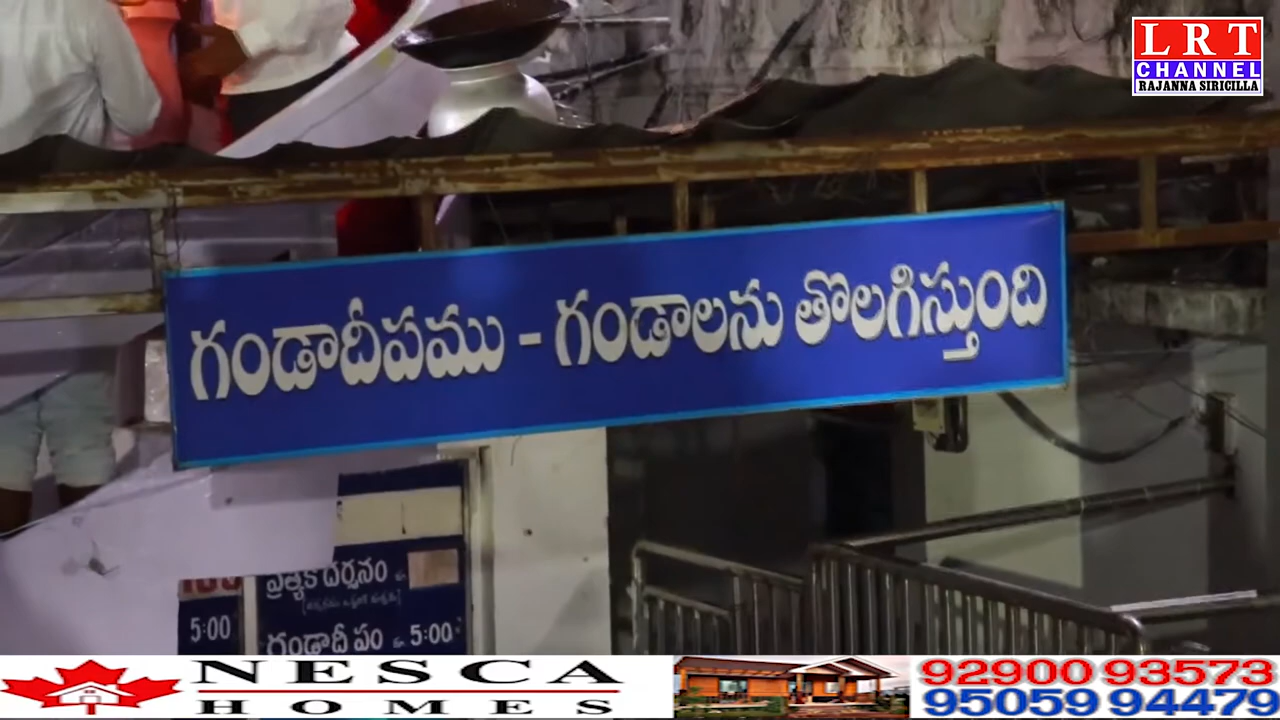 LRT
CHANNEL
RAJANNA SIRICILLA
గండాదీపము - గండాలను తొలగిస్తుంది
ప్రత్యేక దర్శనం
5:00
గండాదీపం 5:00
NESCA
HOMES
92900 93573
95059 94479